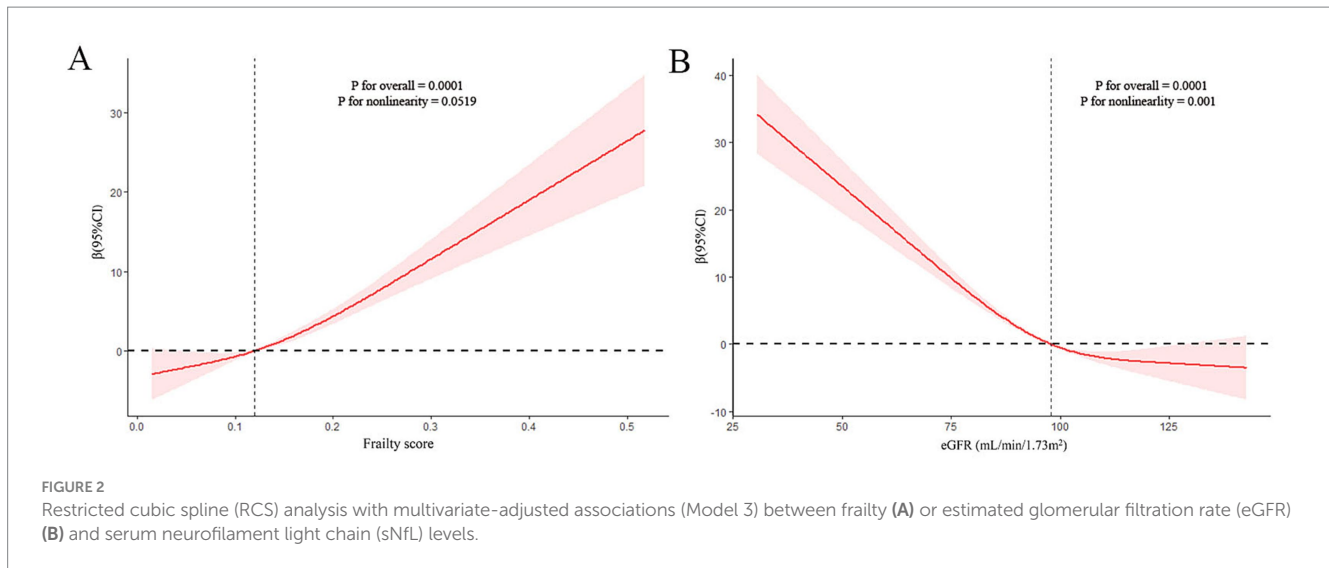 A
P for overall = 0.0001
P for nonlinearity = 0.0519
β(95%CI)
30
20
10
0
0.0
0.1
0.2
0.3
0.4
0.5
Frailty score
B
P for overall = 0.0001
P for nonlinearlity = 0.001
β(95%CI)
40
30
20
10
0
-10
25
50
75
100
125
eGFR (mL/min/1.73m²)
FIGURE 2
Restricted cubic spline (RCS) analysis with multivariate-adjusted associations (Model 3) between frailty (A) or estimated glomerular filtration rate (eGFR)
(B) and serum neurofilament light chain (sNfL) levels.